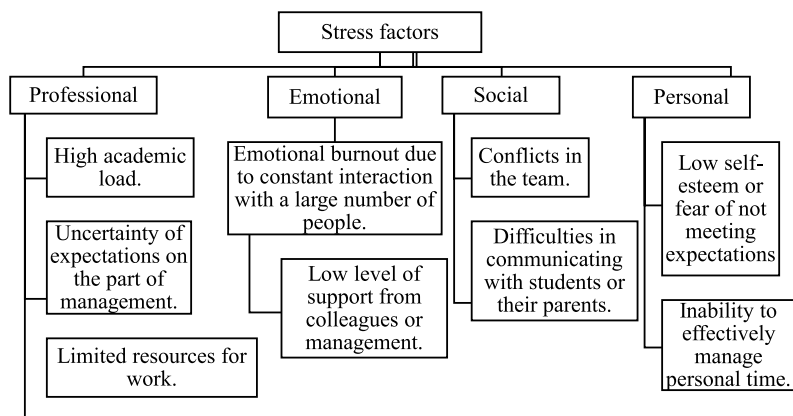 Stress factors
Professional
Emotional
Social
Personal
High academic
load.
Uncertainty of
expectations on
the part of
management.
Limited resources for
work.
Emotional burnout due
to constant interaction
with a large number of
people.
Low level of
support from
colleagues or
management.
Conflicts in
the team.
Difficulties in
communicating
with students or
their parents.
Low self-
esteem or
fear of not
meeting
expectations
Inability to
effectively
manage
personal time.